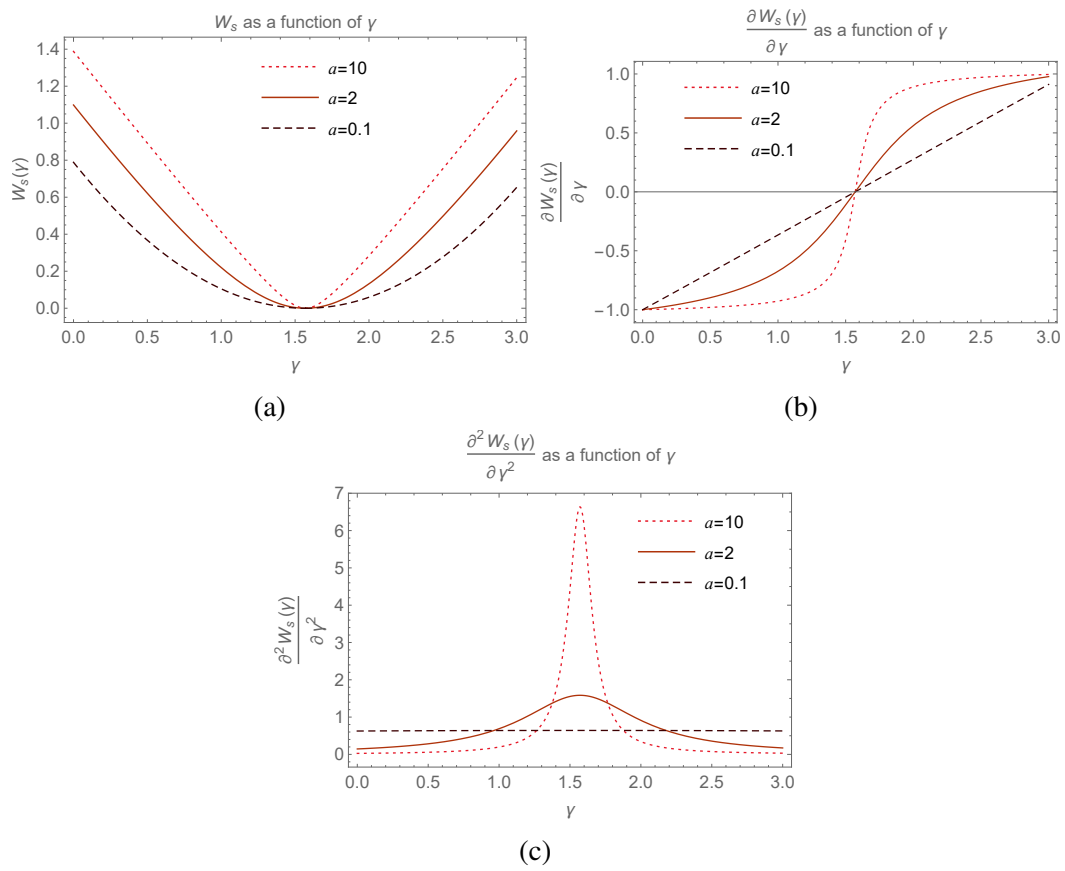 W_s as a function of γ
1.4
1.2
1.0
0.8
0.6
0.4
0.2
0.0
W_s(γ)
a=10
a=2
a=0.1
0.0 0.5 1.0 1.5 2.0 2.5 3.0
γ
(a)
∂W_s(γ)/∂γ as a function of γ
1.0
0.5
0.0
−0.5
−1.0
∂W_s(γ)/∂γ
a=10
a=2
a=0.1
0.0 0.5 1.0 1.5 2.0 2.5 3.0
γ
(b)
∂²W_s(γ)/∂γ² as a function of γ
7
6
5
4
3
2
1
0
∂²W_s(γ)/∂γ²
a=10
a=2
a=0.1
0.0 0.5 1.0 1.5 2.0 2.5 3.0
γ
(c)